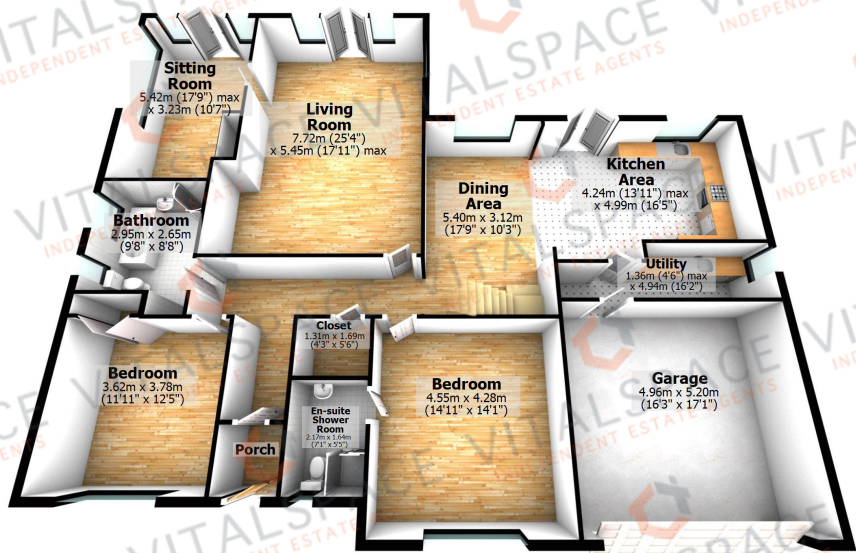 Sitting
Room
5.42m (17'9") max
x 3.23m (10'7")
Living
Room
7.72m (25'4")
x 5.45m (17'11") max
Kitchen
Area
4.24m (13'11") max
x 4.99m (16'5")
Dining
Area
5.40m x 3.12m
(17'9" x 10'3")
Bathroom
2.95m x 2.65m
(9'8" x 8'8")
Utility
1.36m (4'6") max
x 4.94m (16'2")
Closet
1.31m x 1.69m
(4'3" x 5'6")
Bedroom
3.62m x 3.78m
(11'11" x 12'5")
Bedroom
4.55m x 4.28m
(14'11" x 14'1")
Garage
4.96m x 5.20m
(16'3" x 17'1")
En-suite
Shower
Room
2.17m x 1.64m
(7'1" x 5'5")
Porch
VITALSPACE
INDEPENDENT ESTATE AGENTS